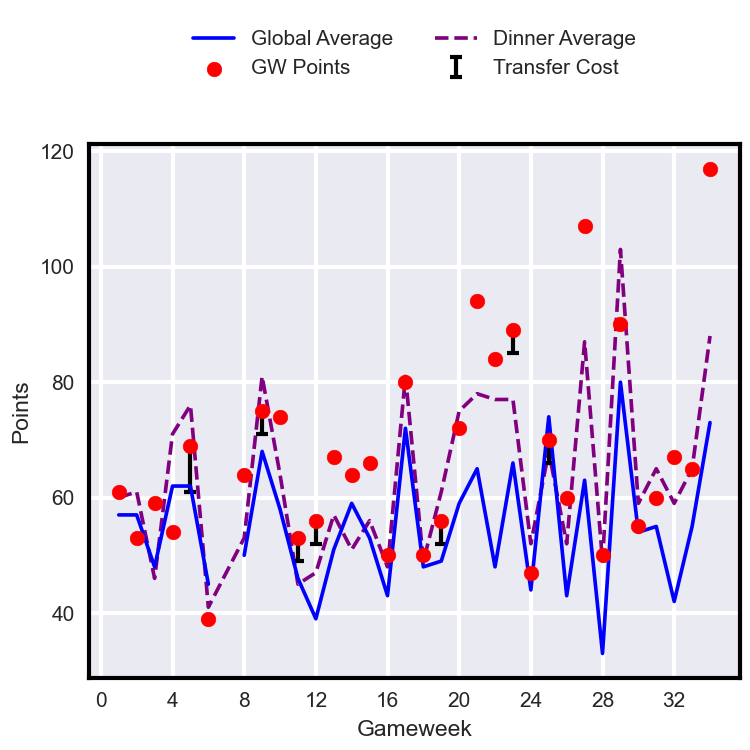 Global Average
Dinner Average
GW Points
Transfer Cost
120
100
80
60
40
Points
0 4 8 12 16 20 24 28 32
Gameweek